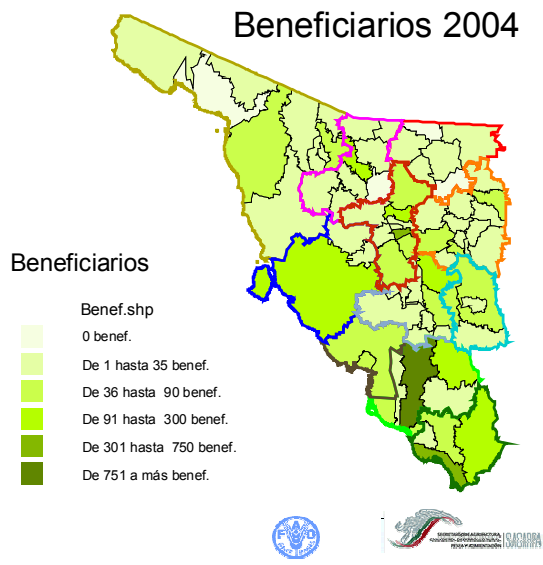 Beneficiarios 2004
Beneficiarios
Benef.shp
0 benef.
De 1 hasta 35 benef.
De 36 hasta 90 benef.
De 91 hasta 300 benef.
De 301 hasta 750 benef.
De 751 a más benef.
F A O
SAGARPA